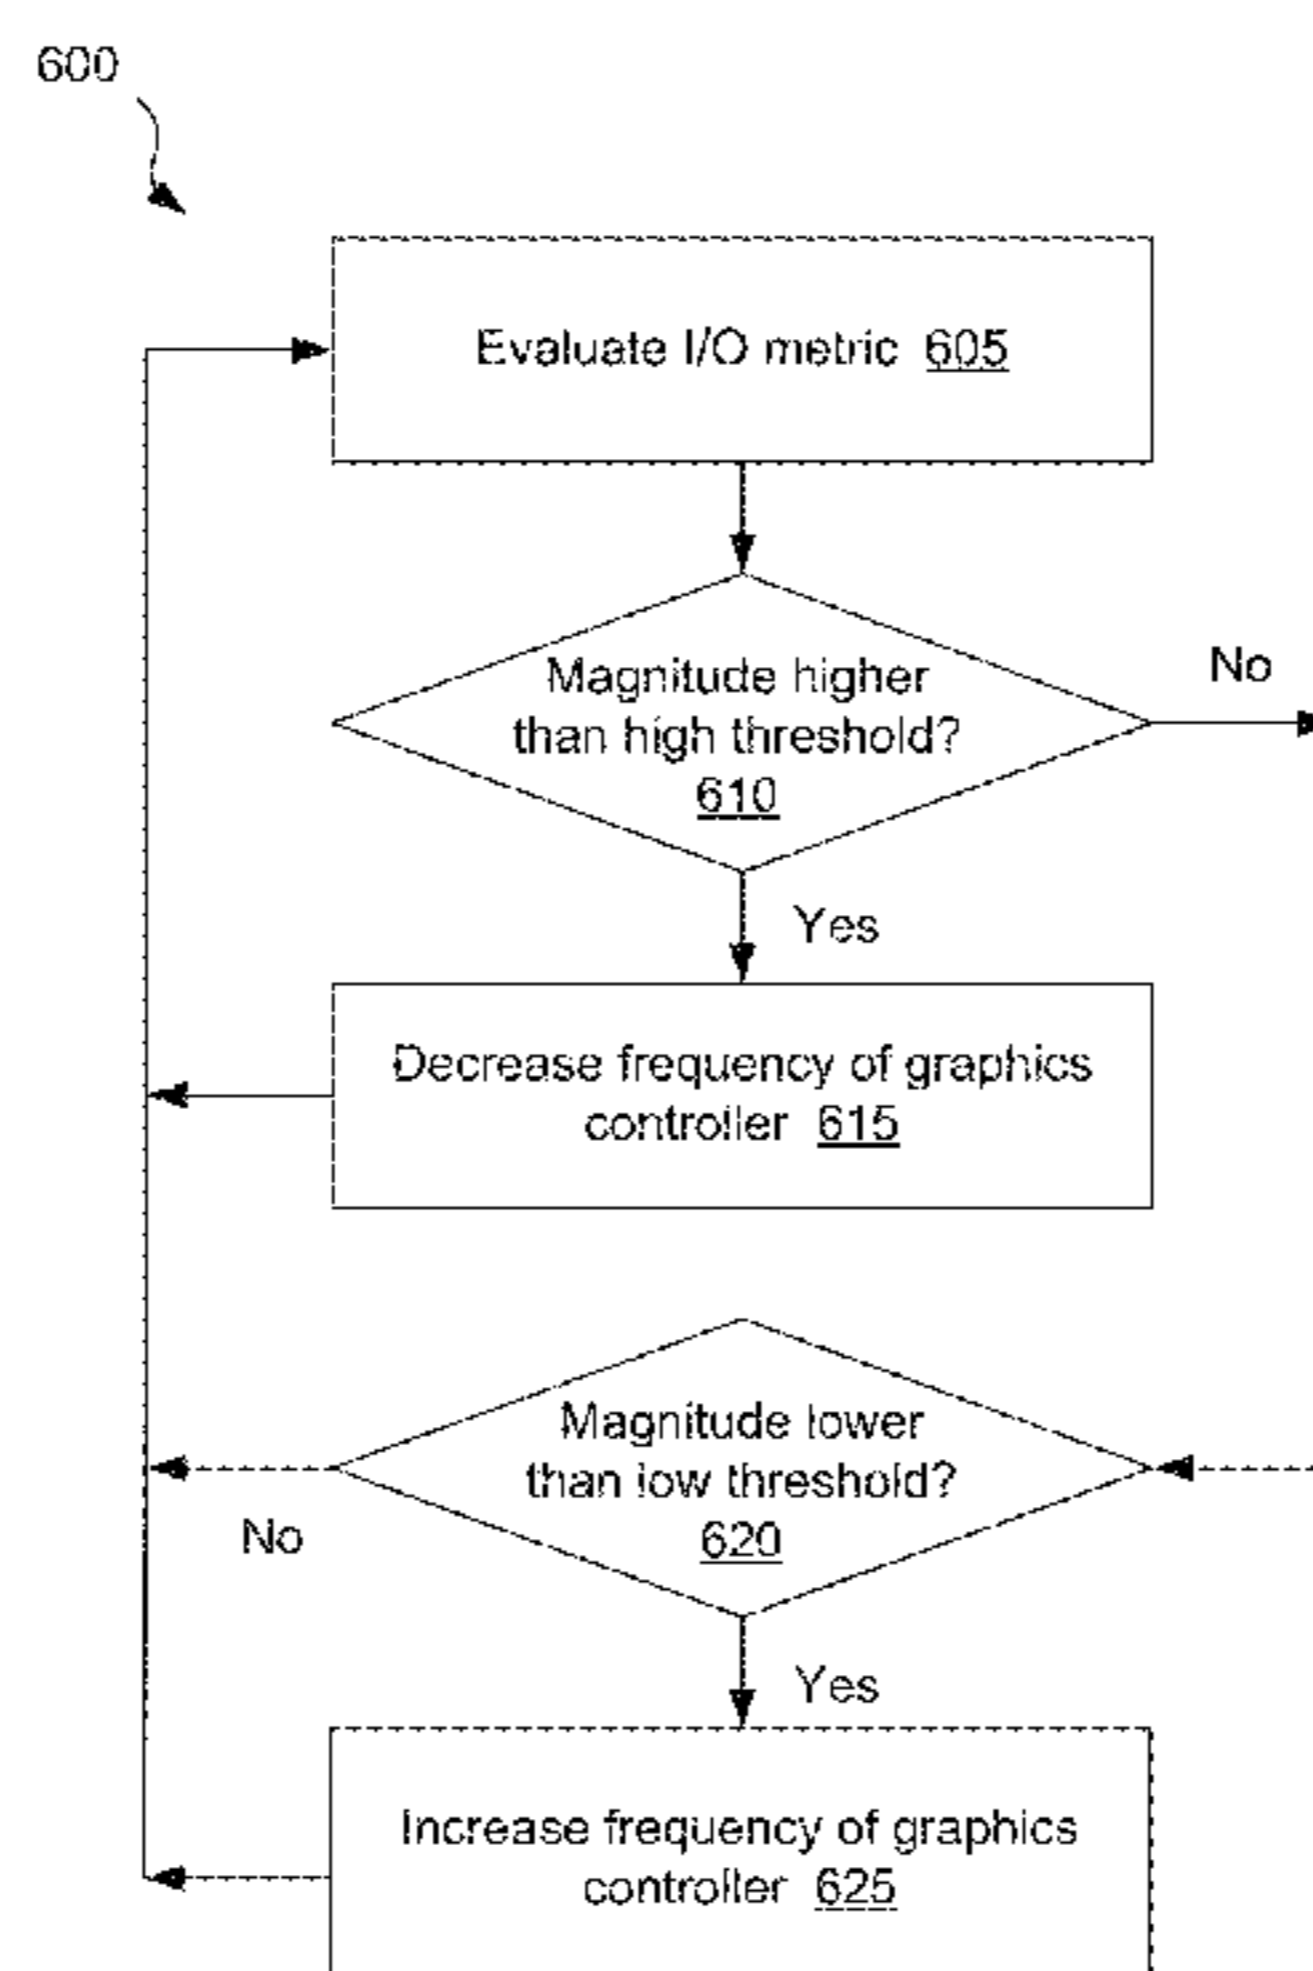 600
Evaluate I/O metric 605
Magnitude higher
than high threshold?
610
No
Yes
Decrease frequency of graphics
controller 615
Magnitude lower
than low threshold?
620
No
Yes
Increase frequency of graphics
controller 625